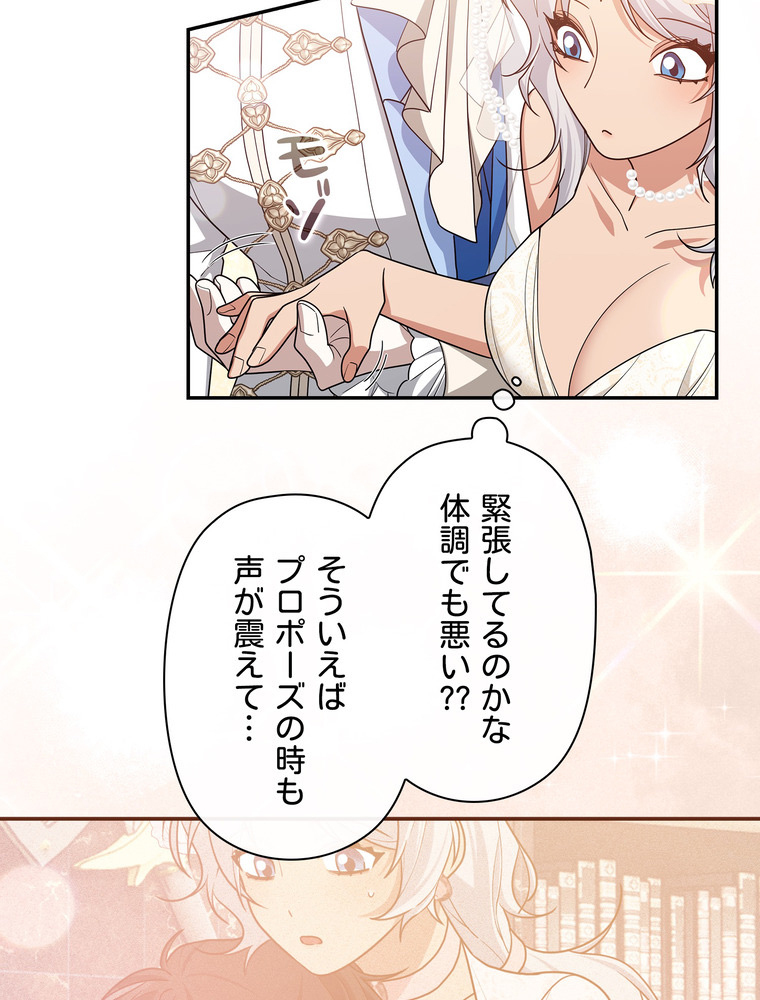 モゾ
緊張してるのかな
体調でも悪い??
そういえば
プロポーズの時も
声が震えて…